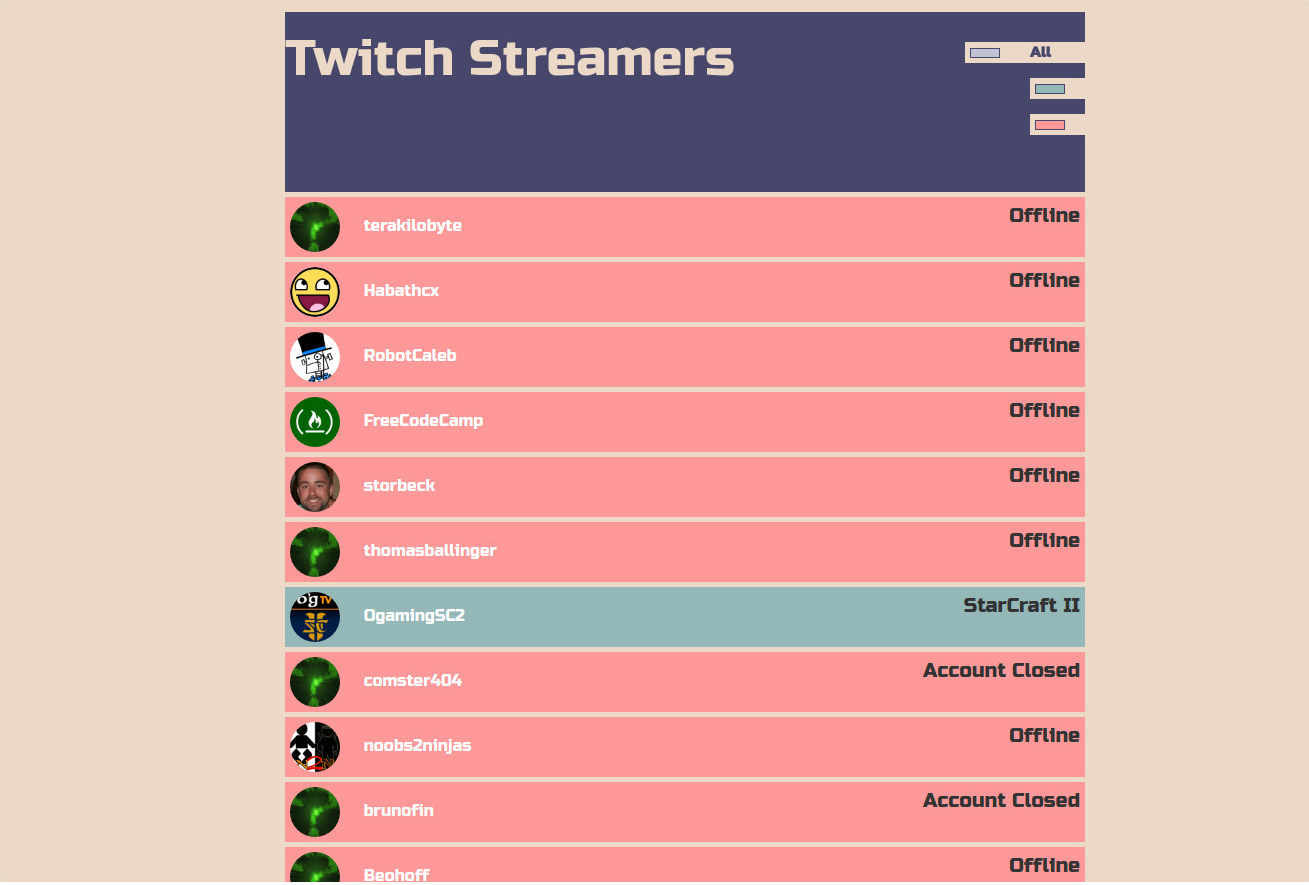 Twitch Streamers
All
terakilobyte
Offline
Habathcx
Offline
RobotCaleb
Offline
FreeCodeCamp
Offline
storbeck
Offline
thomasballinger
Offline
OgamingSC2
StarCraft II
comster404
Account Closed
noobs2ninjas
Offline
brunofin
Account Closed
Beohoff
Offline